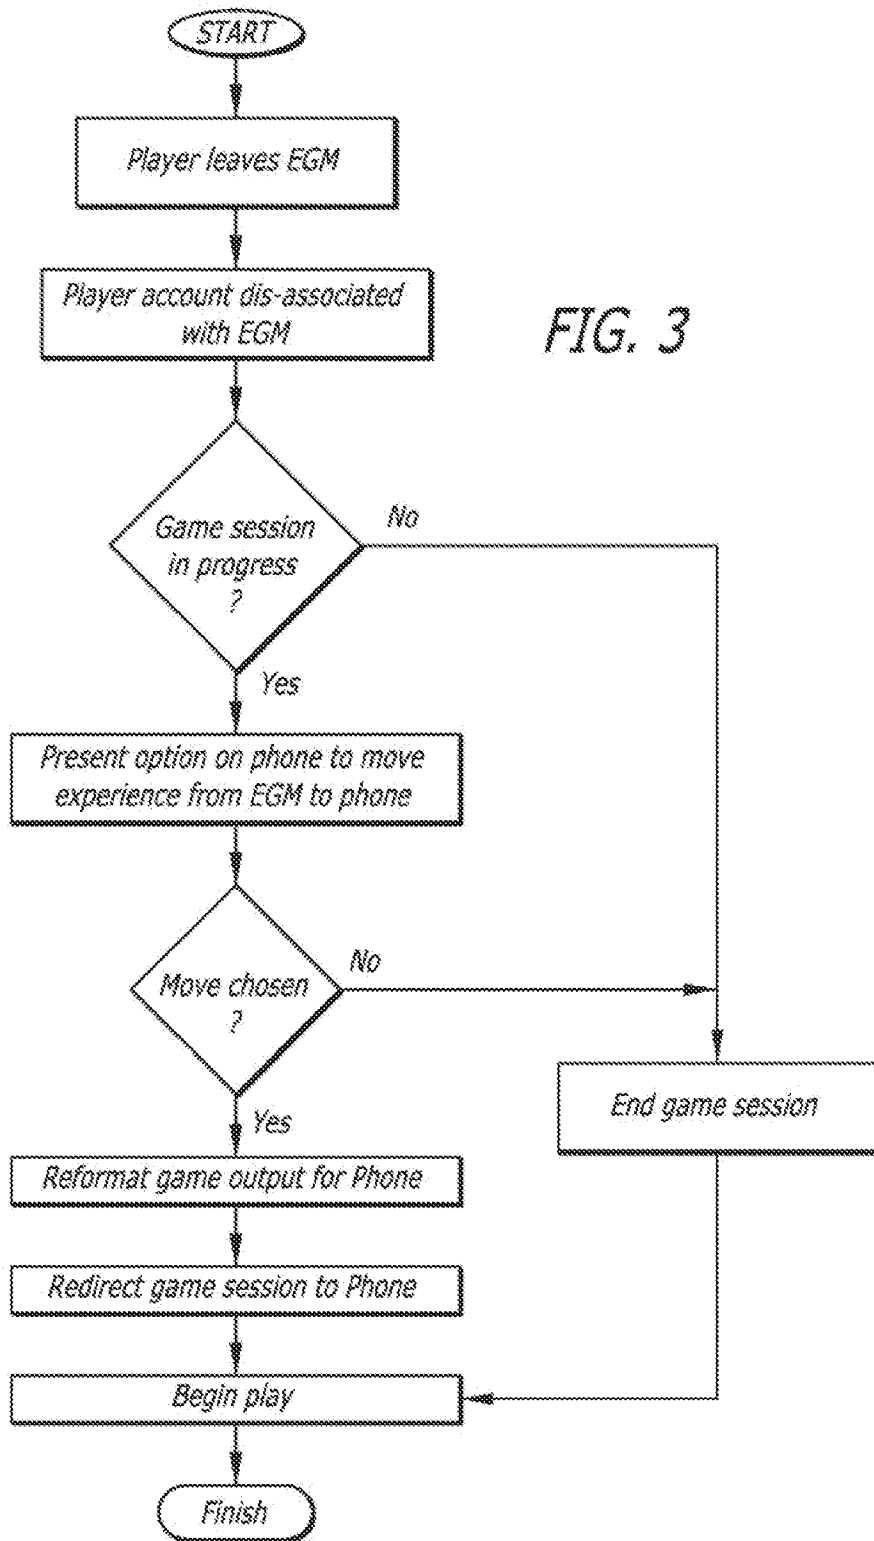 START
Player leaves EGM
Player account dis-associated
with EGM
FIG. 3
Game session
in progress
?
No
Yes
Present option on phone to move
experience from EGM to phone
Move chosen
?
No
Yes
End game session
Reformat game output for Phone
Redirect game session to Phone
Begin play
Finish